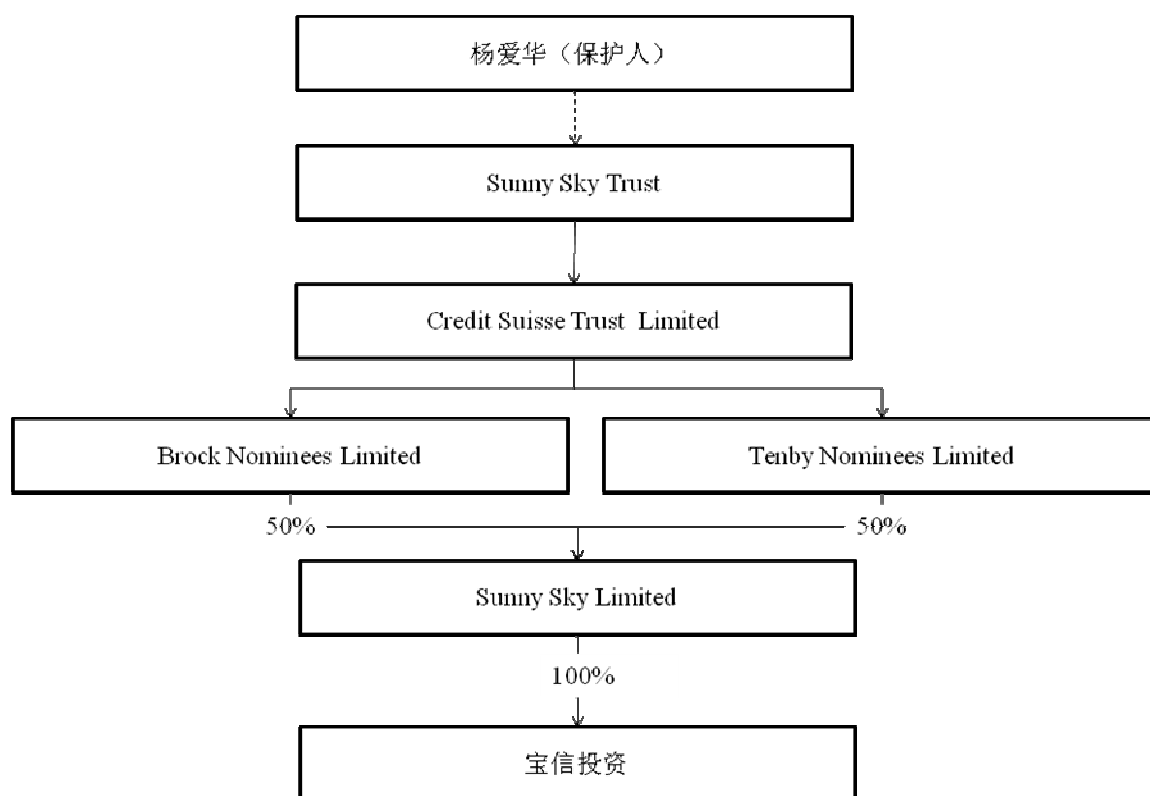 杨爱华（保护人）
Sunny Sky Trust
Credit Suisse Trust Limited
Brock Nominees Limited
Tenby Nominees Limited
50%
50%
Sunny Sky Limited
100%
宝信投资